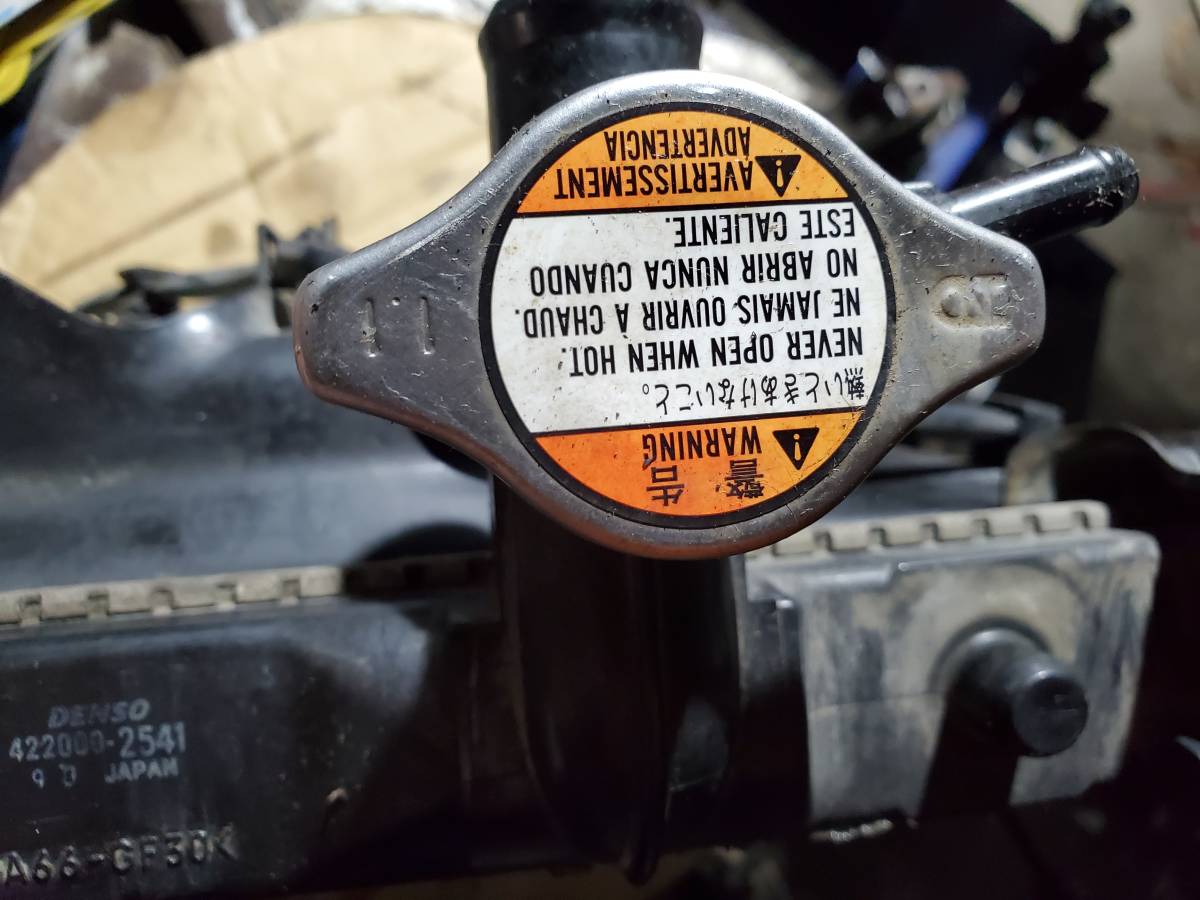 警告
WARNING
熱いときあけないこと。
NEVER OPEN WHEN HOT.
NE JAMAIS OUVRIR A CHAUD.
NO ABRIR NUNCA CUANDO
ESTE CALIENTE.
AVERTISSEMENT
ADVERTENCIA
1.1
DENSO
422000-2541
JAPAN